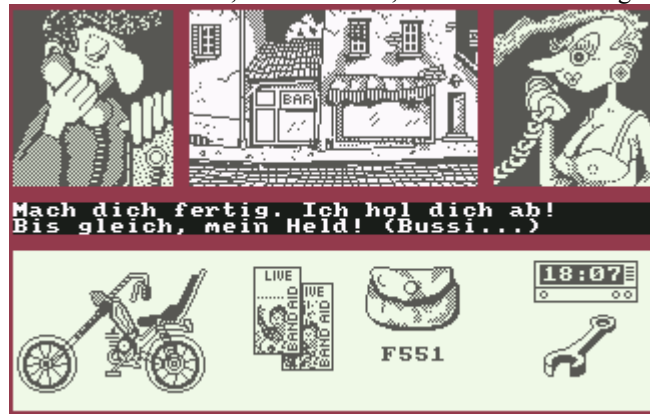 BAR
Mach dich fertig. Ich hol dich ab!
Bis gleich, mein Held! (Bussi...)
LIVE
BAND AID
IVE
BAND AID
F551
18:07